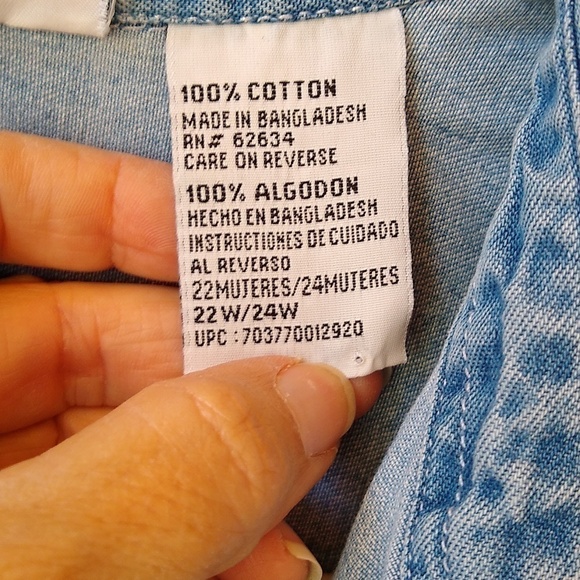 100% COTTON
MADE IN BANGLADESH
RN# 62634
CARE ON REVERSE
100% ALGODON
HECHO EN BANGLADESH
INSTRUCTIONES DE CUIDADO
AL REVERSO
22MUJERES/24MUJERES
22W/24W
UPC:703770012920